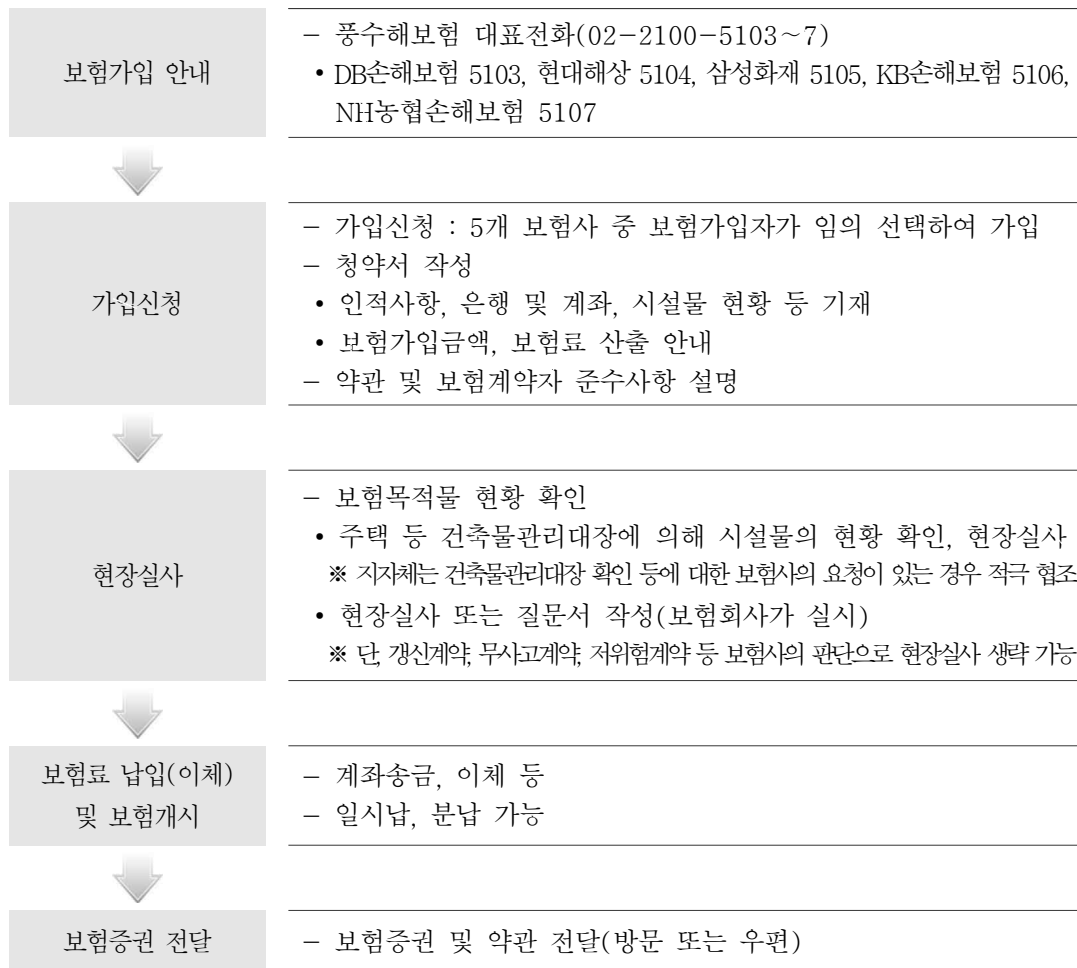 보험가입 안내
– 풍수해보험 대표전화(02-2100-5103~7)
• DB손해보험 5103, 현대해상 5104, 삼성화재 5105, KB손해보험 5106,
NH농협손해보험 5107
가입신청
– 가입신청 : 5개 보험사 중 보험가입자가 임의 선택하여 가입
– 청약서 작성
• 인적사항, 은행 및 계좌, 시설물 현황 등 기재
• 보험가입금액, 보험료 산출 안내
– 약관 및 보험계약자 준수사항 설명
현장실사
– 보험목적물 현황 확인
• 주택 등 건축물관리대장에 의해 시설물의 현황 확인, 현장실사
※ 지자체는 건축물관리대장 확인 등에 대한 보험사의 요청이 있는 경우 적극 협조
• 현장실사 또는 질문서 작성(보험회사가 실시)
※ 단, 갱신계약, 무사고계약, 저위험계약 등 보험사의 판단으로 현장실사 생략 가능
보험료 납입(이체)
및 보험개시
– 계좌송금, 이체 등
– 일시납, 분납 가능
보험증권 전달
– 보험증권 및 약관 전달(방문 또는 우편)